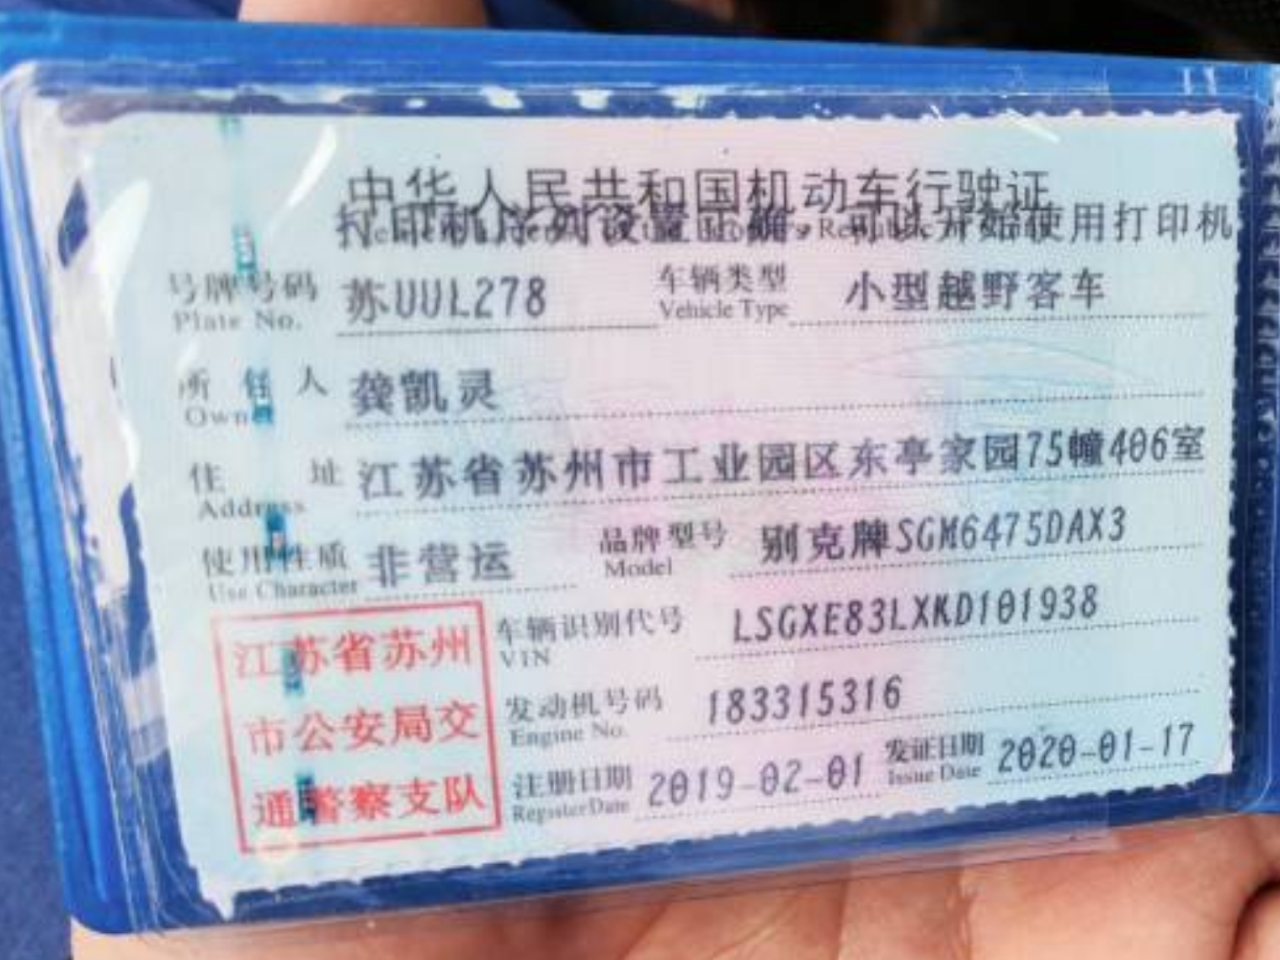 中华人民共和国机动车行驶证
打印机序列设置正确，可以开始使用打印机
号牌号码 苏UUL278 车辆类型 小型越野客车
Plate No. Vehicle Type
所有人 龚凯灵
Owner
住址 江苏省苏州市工业园区东亭家园75幢406室
Address
使用性质 非营运 品牌型号 别克牌SGM6475DAX3
Use Character Model
江苏省苏州 车辆识别代号 LSGXE83LXKD101938
VIN
市公安局交 发动机号码 183315316
Engine No.
通警察支队 注册日期 2019-02-01 发证日期 2020-01-17
Register Date Issue Date